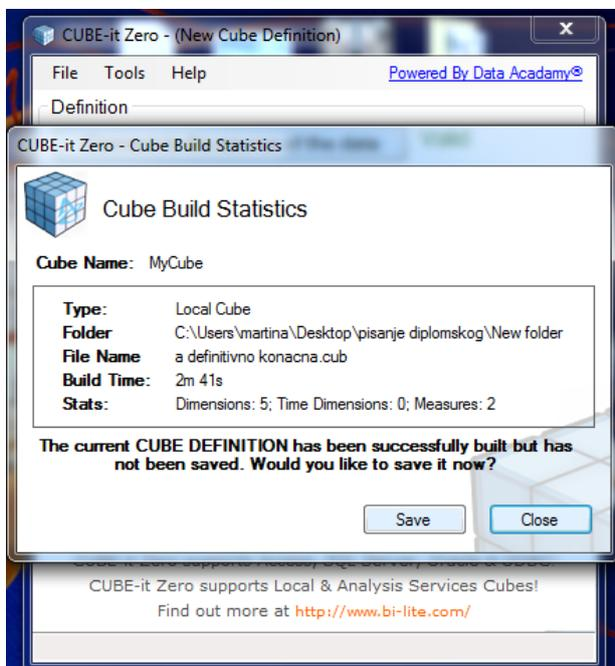 CUBE-it Zero - (New Cube Definition)
x
File Tools Help Powered By Data Acadamy®
Definition
CUBE-it Zero - Cube Build Statistics
Cube Build Statistics
Cube Name: MyCube
Type: Local Cube
Folder C:\Users\martina\Desktop\pisanje diplomskog\New folder
File Name a definitivno konacna.cub
Build Time: 2m 41s
Stats: Dimensions: 5; Time Dimensions: 0; Measures: 2
The current CUBE DEFINITION has been successfully built but has
not been saved. Would you like to save it now?
Save Close
CUBE-it Zero supports Local & Analysis Services Cubes!
Find out more at http://www.bi-lite.com/